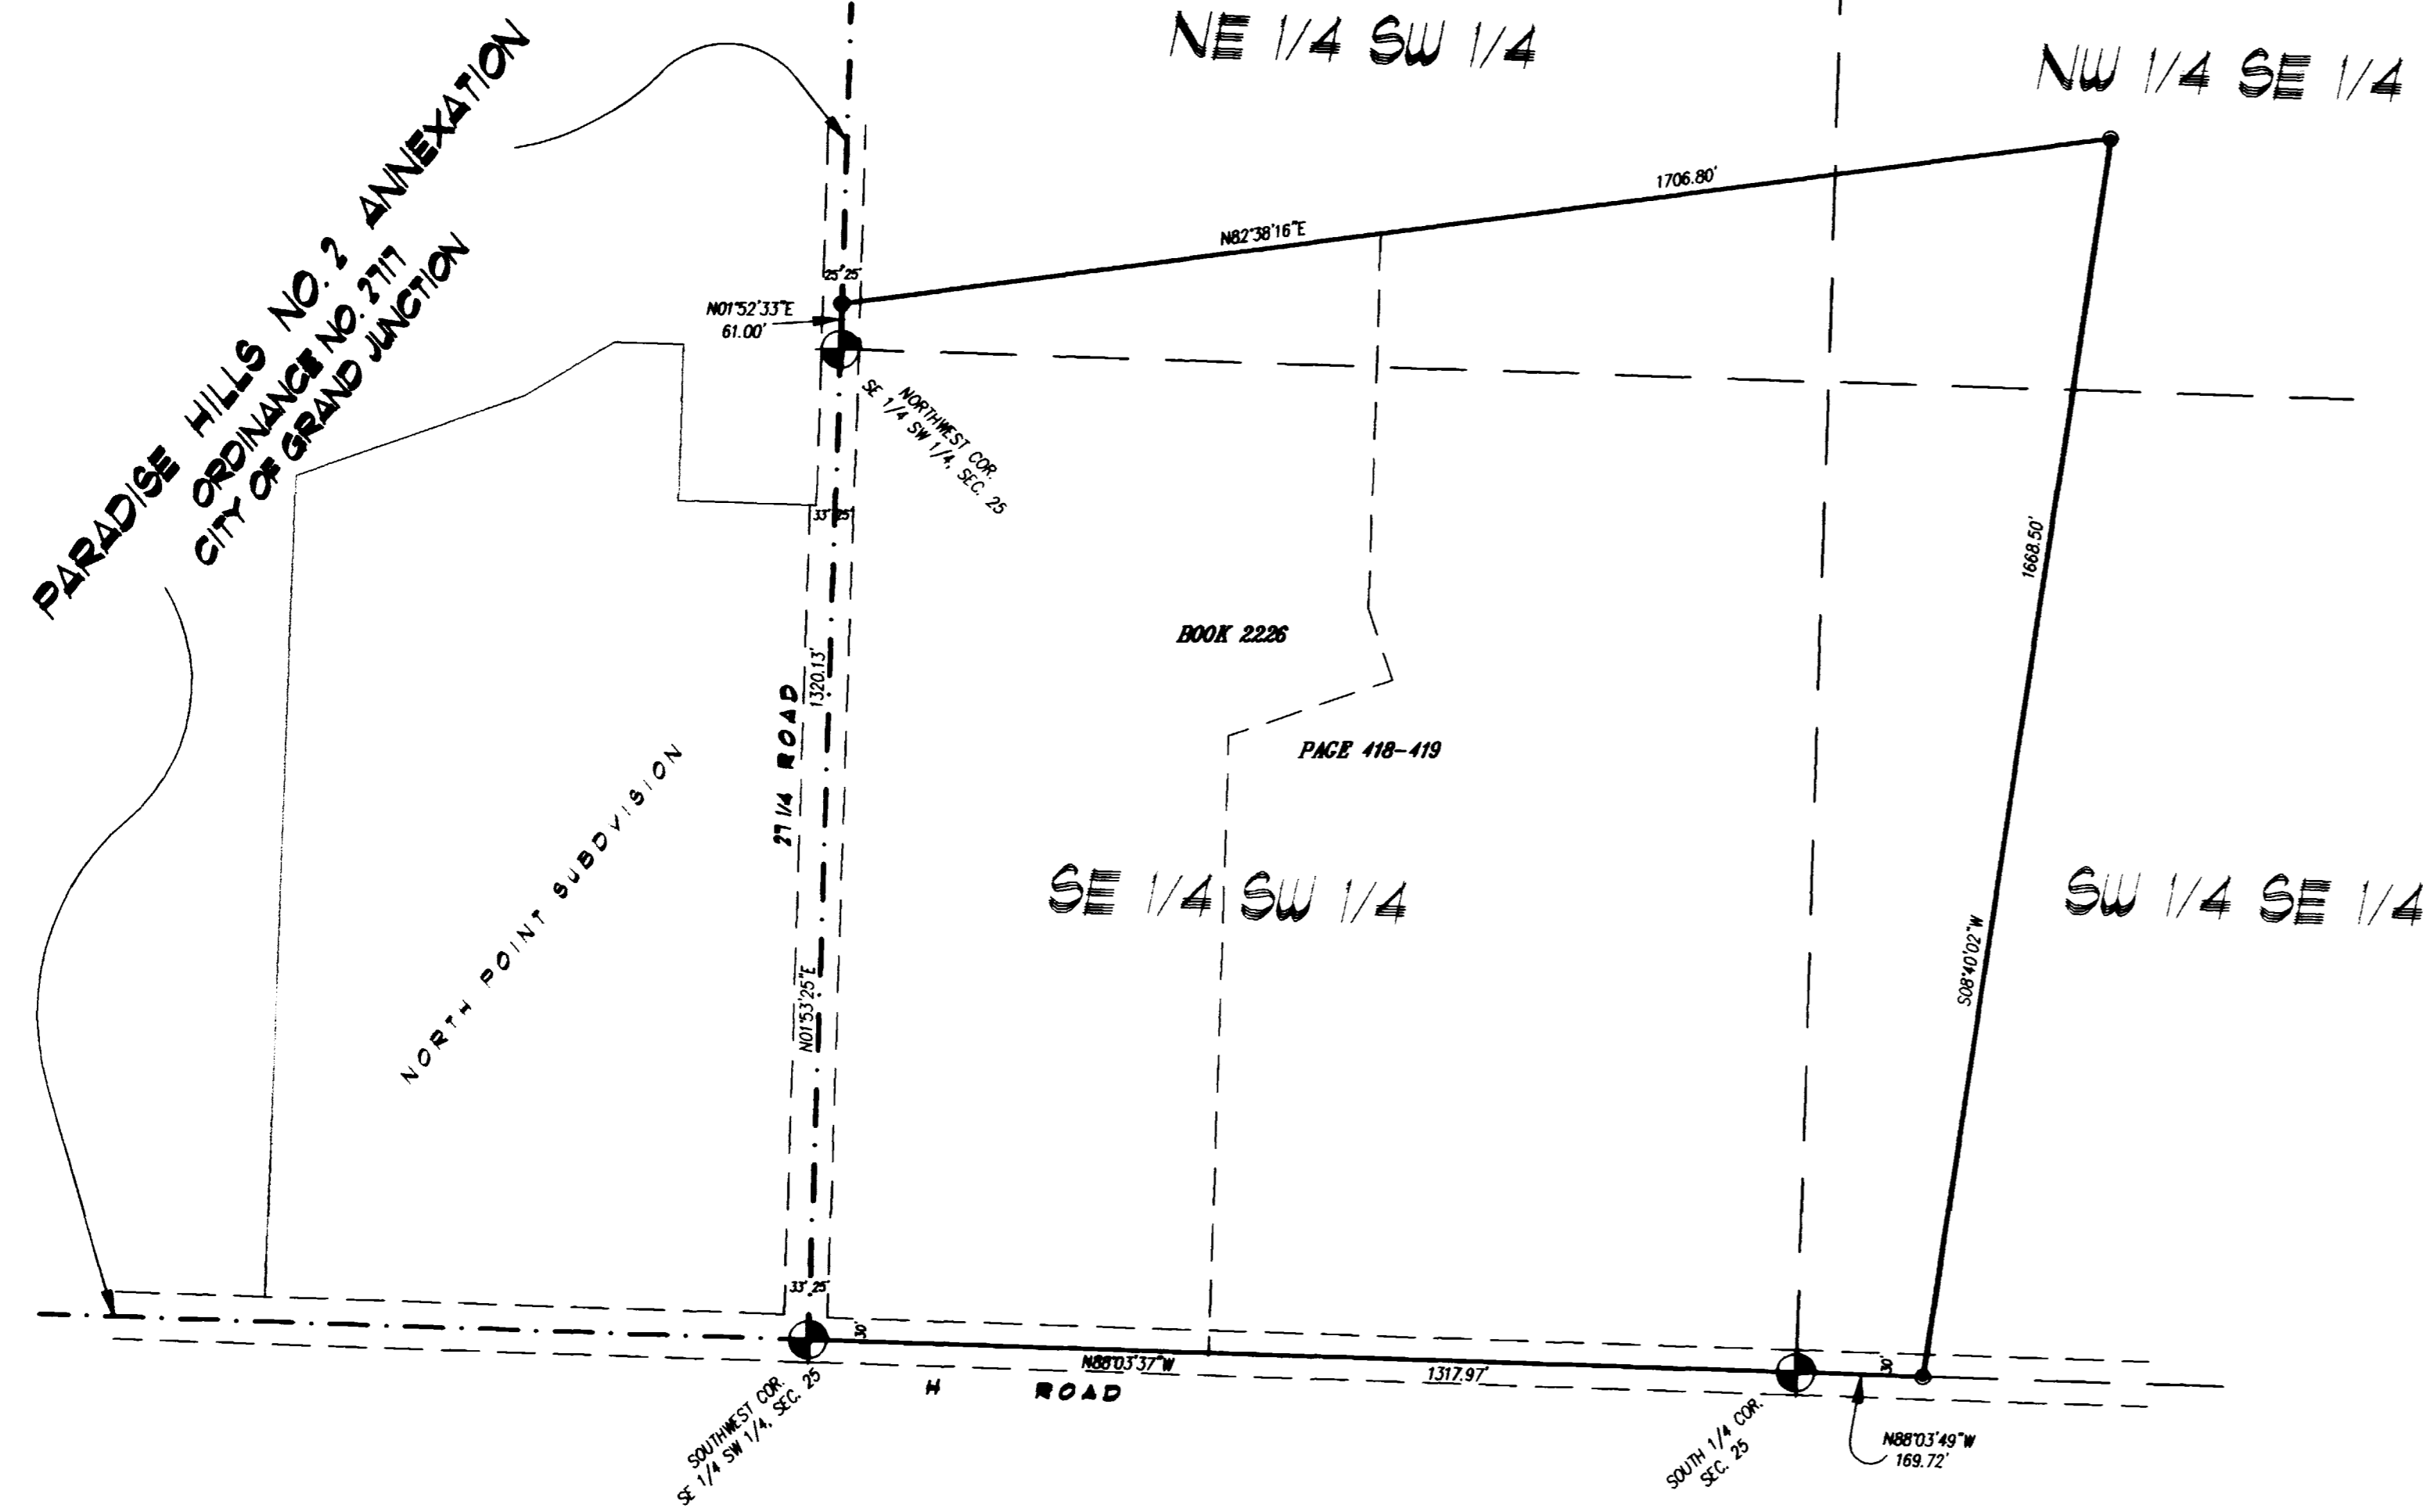 NE 1/4 SW 1/4
NW 1/4 SE 1/4
PARADISE HILLS NO. 2 ANNEXATION
ORDINANCE NO. 2717
CITY OF GRAND JUNCTION
1706.80'
N82°38'16"E
25' 25'
N01°52'33"E
61.00'
NORTHWEST COR.
SE 1/4 SW 1/4, SEC. 25
33' 25'
1668.50'
BOOK 2226
1320.13'
27 1/4 ROAD
PAGE 418-419
NORTH POINT SUBDVISION
SE 1/4 SW 1/4
SW 1/4 SE 1/4
S08°40'02"W
N01°53'25"E
33' 25'
30'
N88°03'37"W
1317.97'
30'
H ROAD
SOUTHWEST COR.
SE 1/4 SW 1/4, SEC. 25
SOUTH 1/4 COR.
SEC. 25
N88°03'49"W
169.72'